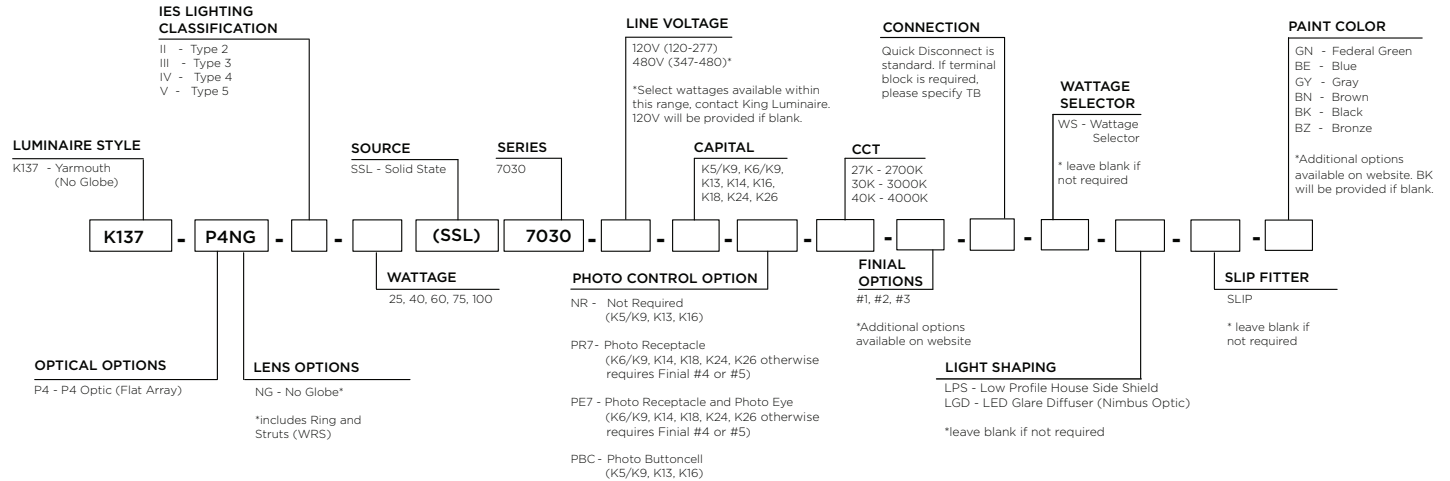 IES LIGHTING
CLASSIFICATION
II - Type 2
III - Type 3
IV - Type 4
V - Type 5
LINE VOLTAGE
120V (120-277)
480V (347-480)*
*Select wattages available within
this range, contact King Luminaire.
120V will be provided if blank.
CONNECTION
Quick Disconnect is
standard. If terminal
block is required,
please specify TB
PAINT COLOR
GN - Federal Green
BE - Blue
GY - Gray
BN - Brown
BK - Black
BZ - Bronze
*Additional options
available on website. BK
will be provided if blank.
WATTAGE
SELECTOR
WS - Wattage
Selector
* leave blank if
not required
LUMINAIRE STYLE
K137 - Yarmouth
(No Globe)
SOURCE
SSL - Solid State
SERIES
7030
CAPITAL
K5/K9, K6/K9,
K13, K14, K16,
K18, K24, K26
CCT
27K - 2700K
30K - 3000K
40K - 4000K
K137 - P4NG - - (SSL) 7030 - - - - - - - - - -
WATTAGE
25, 40, 60, 75, 100
PHOTO CONTROL OPTION
NR - Not Required
(K5/K9, K13, K16)
PR7- Photo Receptacle
(K6/K9, K14, K18, K24, K26 otherwise
requires Finial #4 or #5)
PE7 - Photo Receptacle and Photo Eye
(K6/K9, K14, K18, K24, K26 otherwise
requires Finial #4 or #5)
PBC - Photo Buttoncell
(K5/K9, K13, K16)
FINIAL
OPTIONS
#1, #2, #3
*Additional options
available on website
SLIP FITTER
SLIP
* leave blank if
not required
OPTICAL OPTIONS
P4 - P4 Optic (Flat Array)
LENS OPTIONS
NG - No Globe*
*includes Ring and
Struts (WRS)
LIGHT SHAPING
LPS - Low Profile House Side Shield
LGD - LED Glare Diffuser (Nimbus Optic)
*leave blank if not required